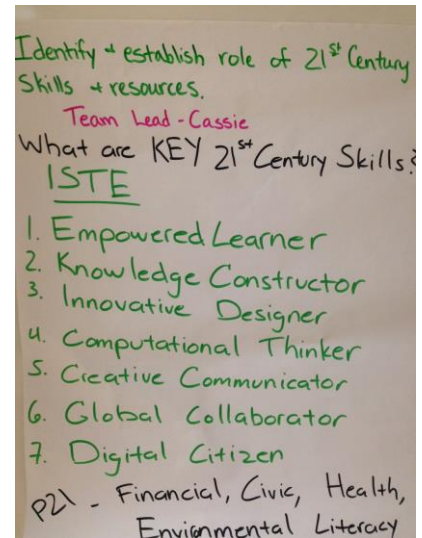 Identify + establish role of 21st Century
Skills + resources.
Team Lead - Cassie
What are KEY 21st Century Skills?
ISTE
1. Empowered Learner
2. Knowledge Constructor
3. Innovative Designer
4. Computational Thinker
5. Creative Communicator
6. Global Collaborator
7. Digital Citizen
P21 - Financial, Civic, Health,
Envionmental Literacy